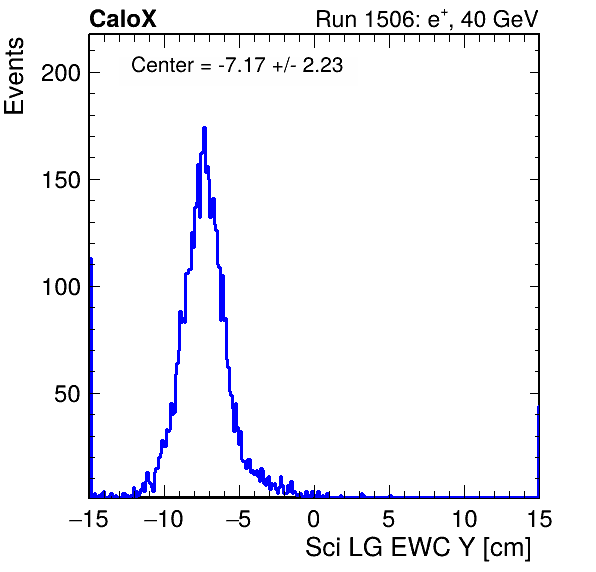 CaloX Run 1506: e⁺, 40 GeV
Center = -7.17 +/- 2.23
Events
200
150
100
50
−15 −10 −5 0 5 10 15
Sci LG EWC Y [cm]